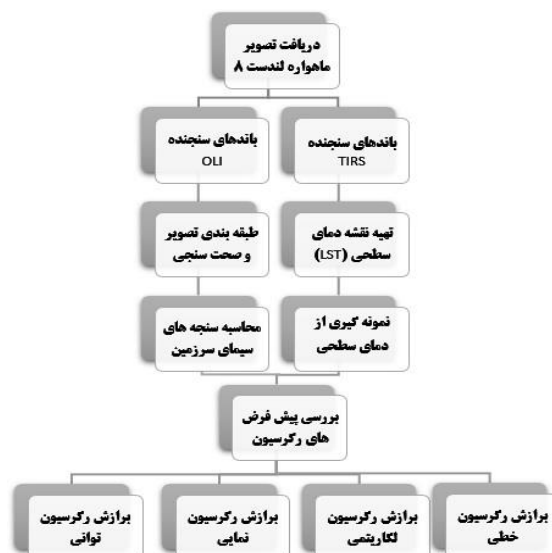 دریافت تصویر
ماهواره لندست ۸
باندهای سنجنده
TIRS
باندهای سنجنده
OLI
تهیه نقشه دمای
سطحی (LST)
طبقه بندی تصویر
و صحت سنجی
نمونه گیری از
دمای سطحی
محاسبه سنجه های
سیمای سرزمین
بررسی پیش فرض
های رگرسیون
برازش رگرسیون
خطی
برازش رگرسیون
لگاریتمی
برازش رگرسیون
نمایی
برازش رگرسیون
توانی